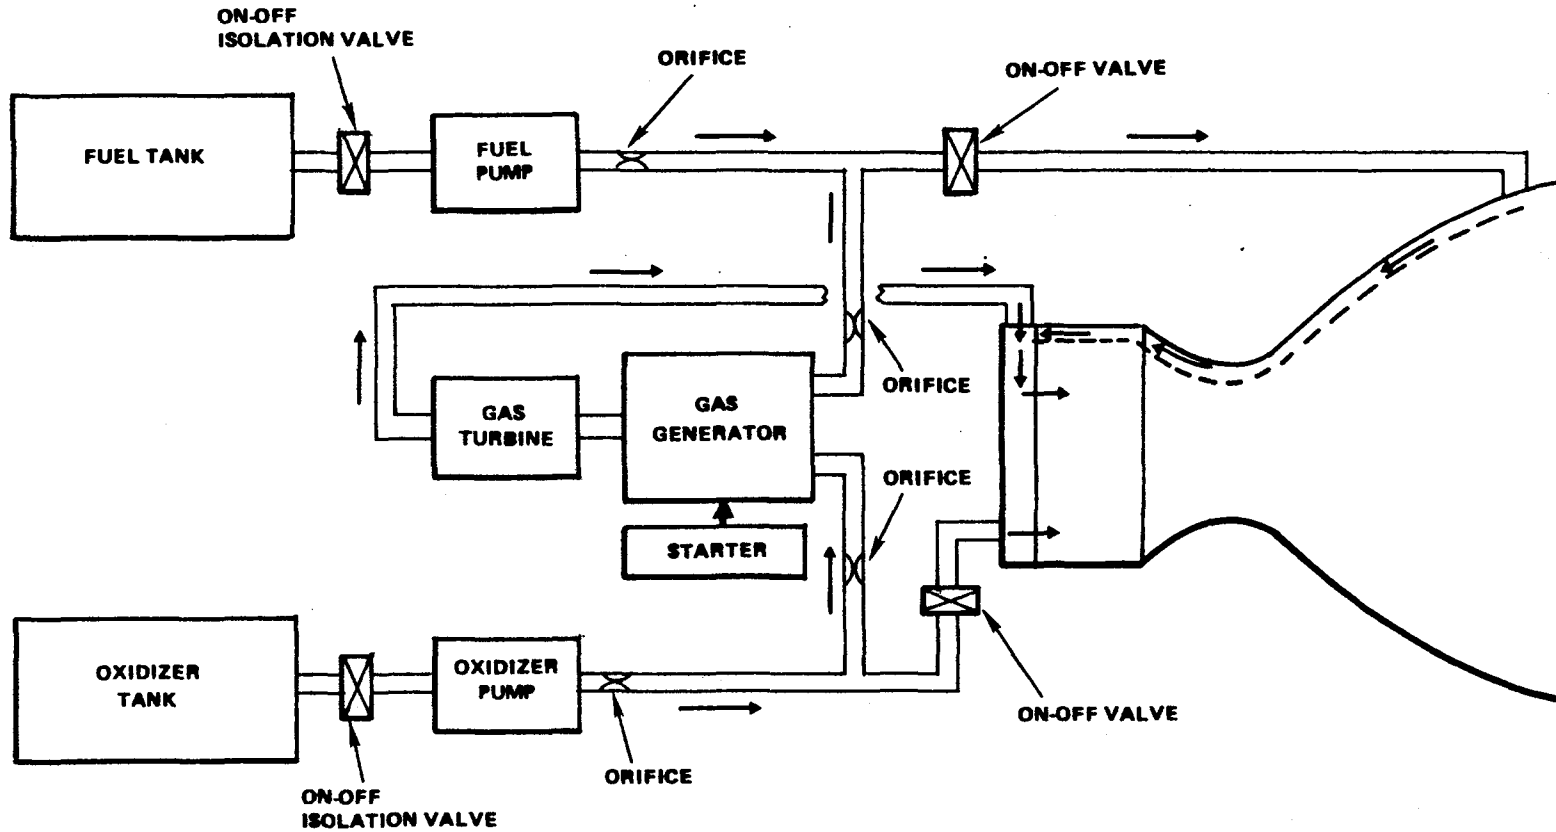 ON-OFF
ISOLATION VALVE
ORIFICE
ON-OFF VALVE
FUEL TANK
FUEL
PUMP
GAS
TURBINE
GAS
GENERATOR
ORIFICE
ORIFICE
STARTER
OXIDIZER
TANK
OXIDIZER
PUMP
ON-OFF VALVE
ORIFICE
ON-OFF
ISOLATION VALVE